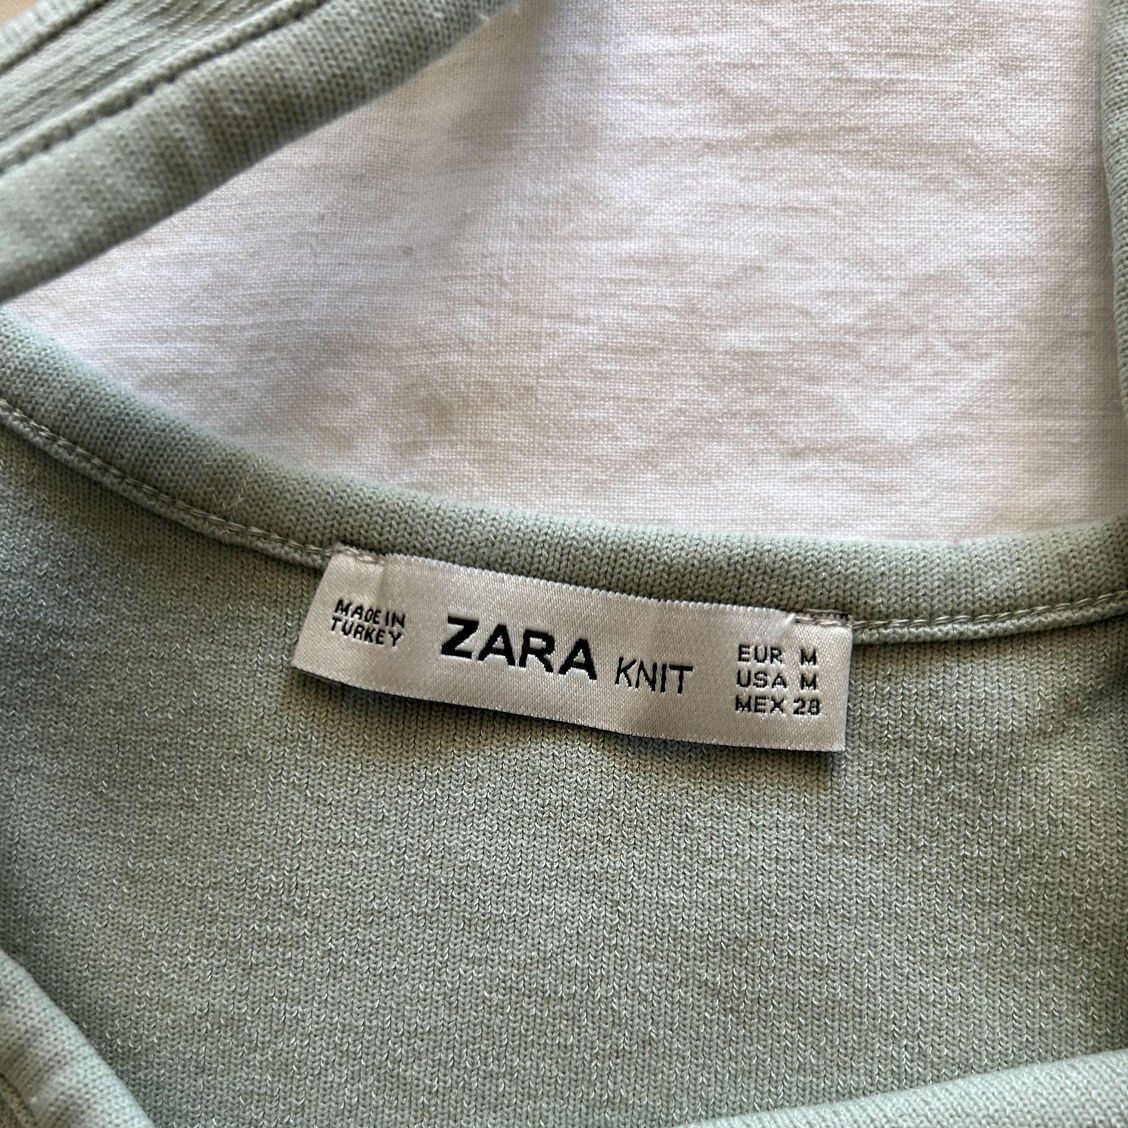 MADE IN
TURKEY
ZARA KNIT
EUR M
USA M
MEX 28